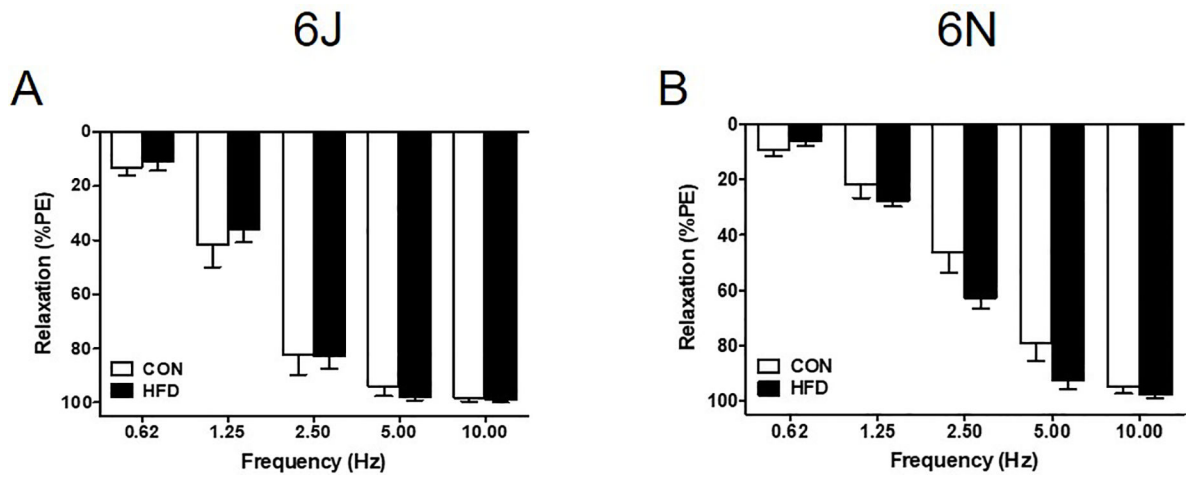 6J
6N
A
B
Relaxation (%PE)
0
20
40
60
80
100
CON
HFD
0.62 1.25 2.50 5.00 10.00
Frequency (Hz)
Relaxation (%PE)
0
20
40
60
80
100
CON
HFD
0.62 1.25 2.50 5.00 10.00
Frequency (Hz)